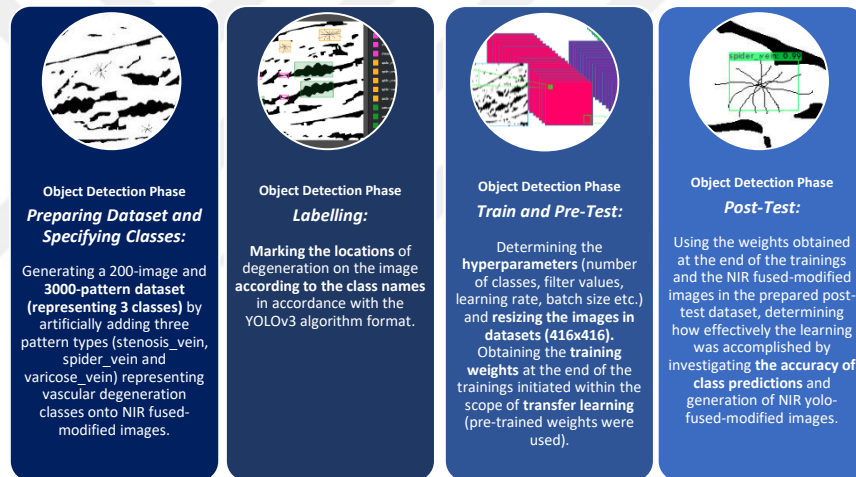 Object Detection Phase
Preparing Dataset and
Specifying Classes:
Generating a 200-image and
3000-pattern dataset
(representing 3 classes) by
artificially adding three
pattern types (stenosis_vein,
spider_vein and
varicose_vein) representing
vascular degeneration
classes onto NIR fused-
modified images.
Object Detection Phase
Labelling:
Marking the locations of
degeneration on the image
according to the class names
in accordance with the
YOLOv3 algorithm format.
Object Detection Phase
Train and Pre-Test:
Determining the
hyperparameters (number
of classes, filter values,
learning rate, batch size etc.)
and resizing the images in
datasets (416x416).
Obtaining the training
weights at the end of the
trainings initiated within the
scope of transfer learning
(pre-trained weights were
used).
spider_vein 0.99
Object Detection Phase
Post-Test:
Using the weights obtained
at the end of the trainings
and the NIR fused-modified
images in the prepared post-
test dataset, determining
how effectively the learning
was accomplished by
investigating the accuracy of
class predictions and
generation of NIR yolo-
fused-modified images.